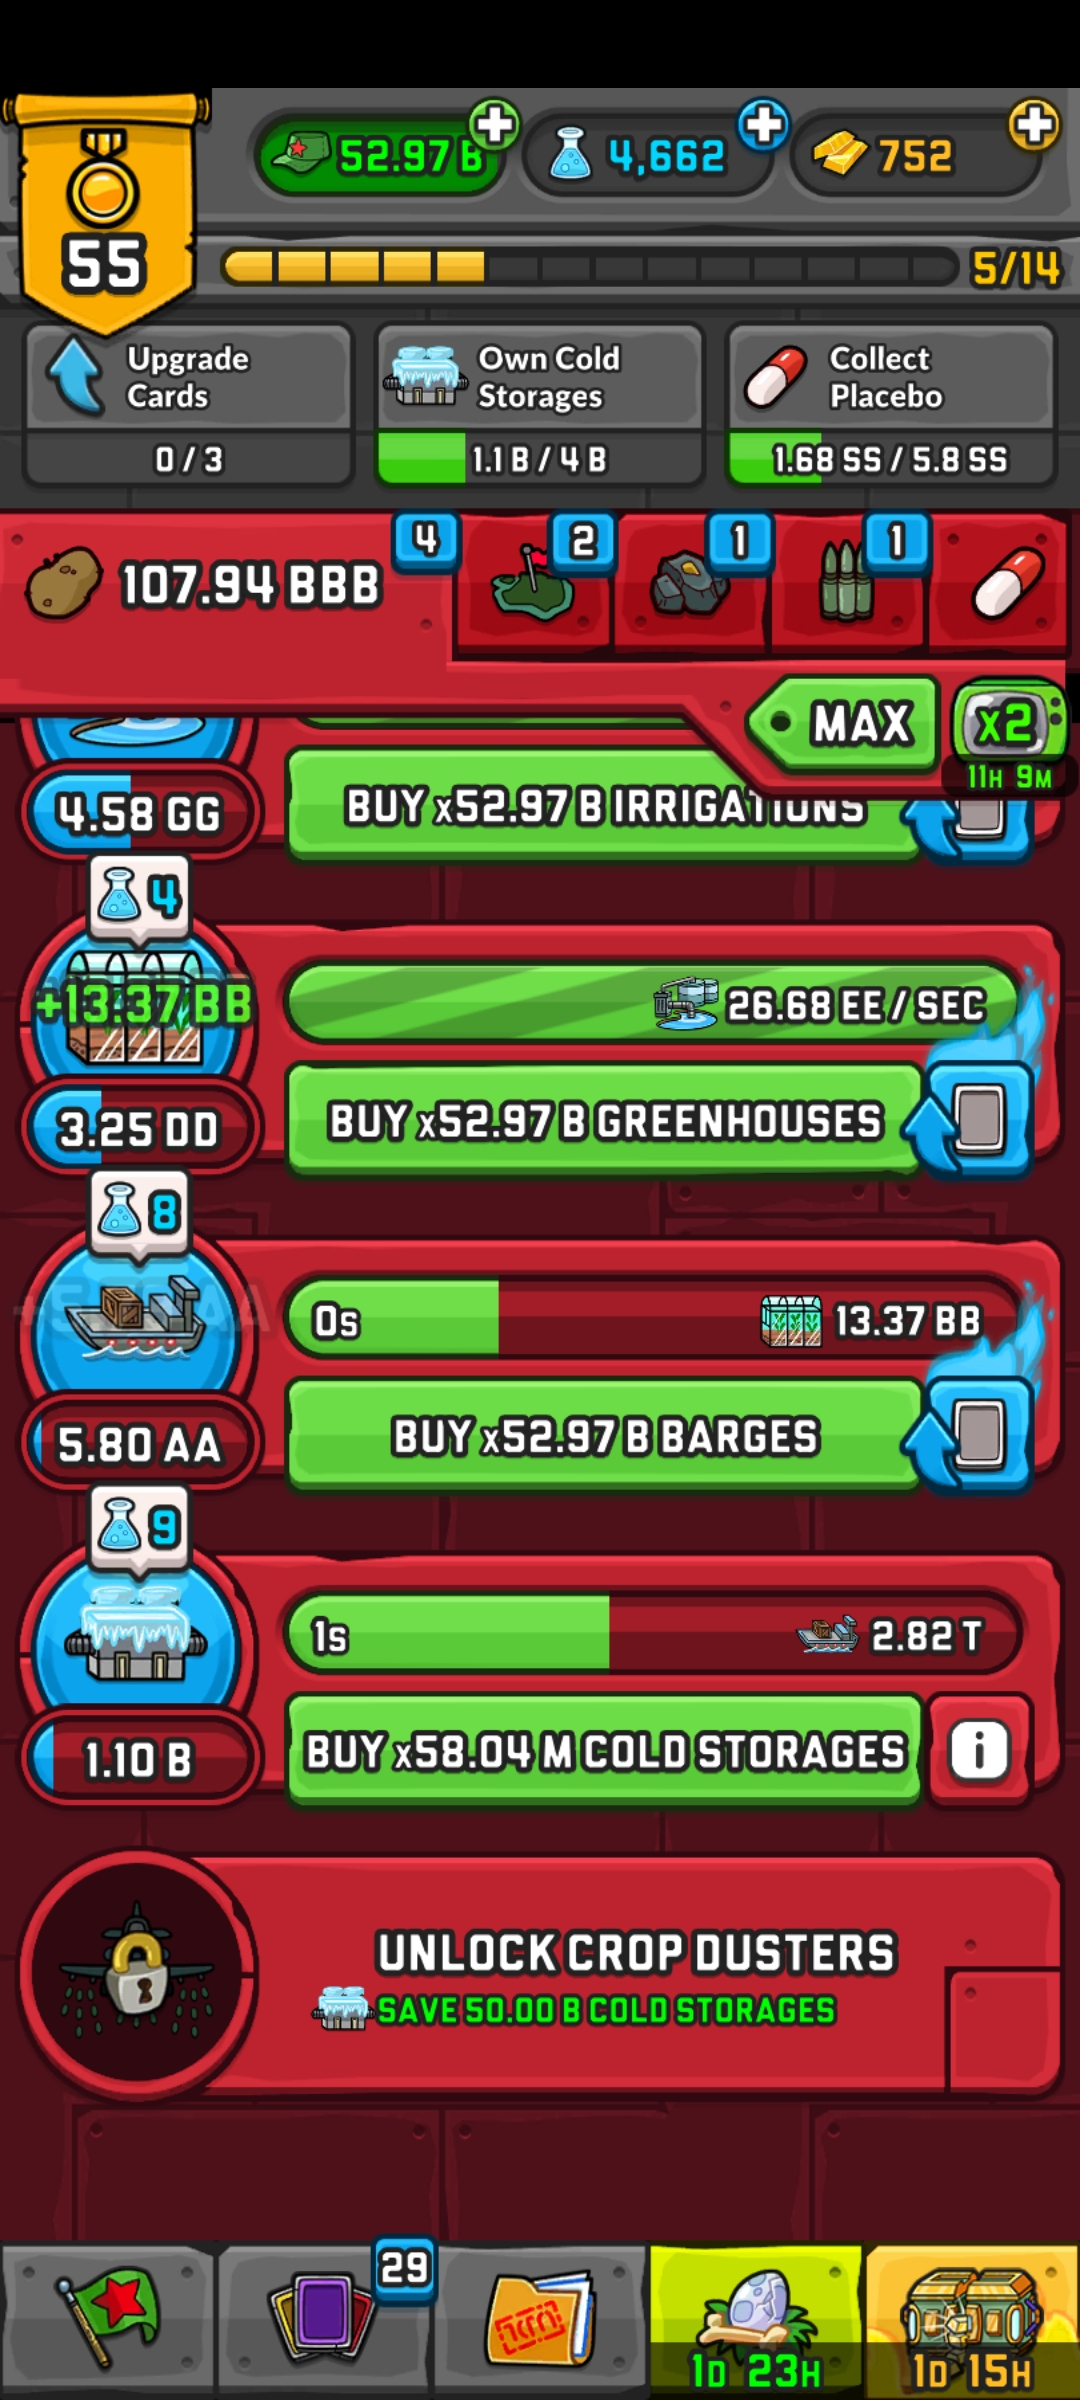 52.97 B
4,662
752
55
5/14
Upgrade
Cards
0 / 3
Own Cold
Storages
1.1 B / 4 B
Collect
Placebo
1.68 SS / 5.8 SS
107.94 BBB
4
2
1
1
MAX
X2
11H 9M
4.58 GG
BUY x52.97 B IRRIGATIONS
4
+13.37 BB
26.68 EE / SEC
3.25 DD
BUY x52.97 B GREENHOUSES
8
0s
13.37 BB
5.80 AA
BUY x52.97 B BARGES
9
1s
2.82 T
1.10 B
BUY x58.04 M COLD STORAGES
i
UNLOCK CROP DUSTERS
SAVE 50.00 B COLD STORAGES
29
1D 23H
1D 15H